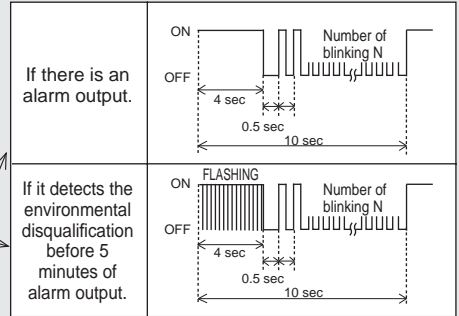 If there is an
alarm output.
ON
OFF
Number of
blinking N
4 sec
0.5 sec
10 sec
If it detects the
environmental
disqualification
before 5
minutes of
alarm output.
FLASHING
ON
OFF
Number of
blinking N
4 sec
0.5 sec
10 sec